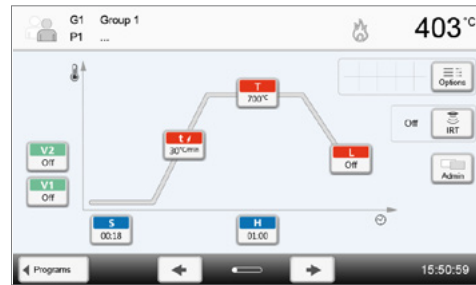 G1 Group 1
P1 ...
403 °C
T
700°C
Options
t
30°C/min
Off
IRT
V2
Off
L
Off
Admin
V1
Off
S
00:18
H
01:00
Programs
15:50:59